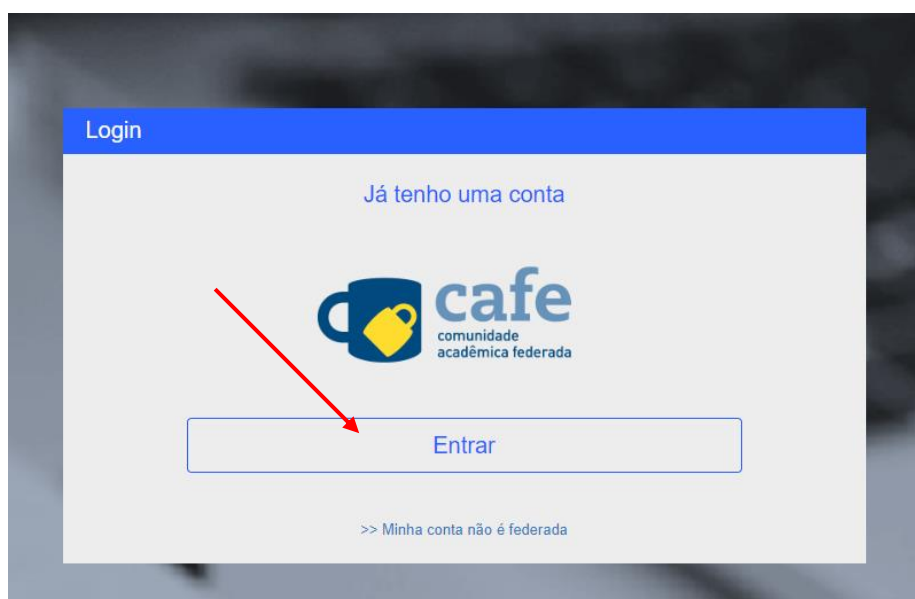 Login
Já tenho uma conta
cafe
comunidade
acadêmica federada
Entrar
>> Minha conta não é federada